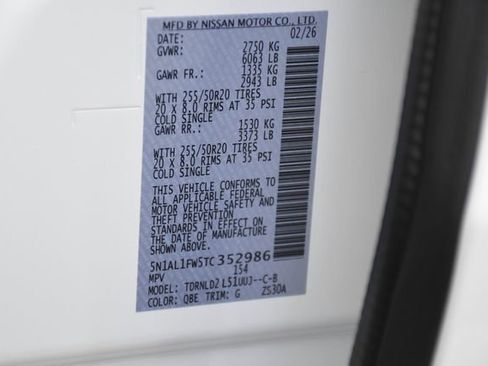 MFD BY NISSAN MOTOR CO., LTD.
DATE: 02/26
GVWR: 2750 KG
6063 LB
GAWR FR.: 1335 KG
2943 LB
WITH 255/50R20 TIRES
20 X 8.0 RIMS AT 35 PSI
COLD SINGLE
GAWR RR.: 1530 KG
3373 LB
WITH 255/50R20 TIRES
20 X 8.0 RIMS AT 35 PSI
COLD SINGLE
THIS VEHICLE CONFORMS TO
ALL APPLICABLE FEDERAL
MOTOR VEHICLE SAFETY AND
THEFT PREVENTION
STANDARDS IN EFFECT ON
THE DATE OF MANUFACTURE
SHOWN ABOVE.
5N1AL1FW5TC352986
MPV 154
MODEL: TDRNLD2 L51UUJ--C-B
COLOR: QBE TRIM: G ZS30A